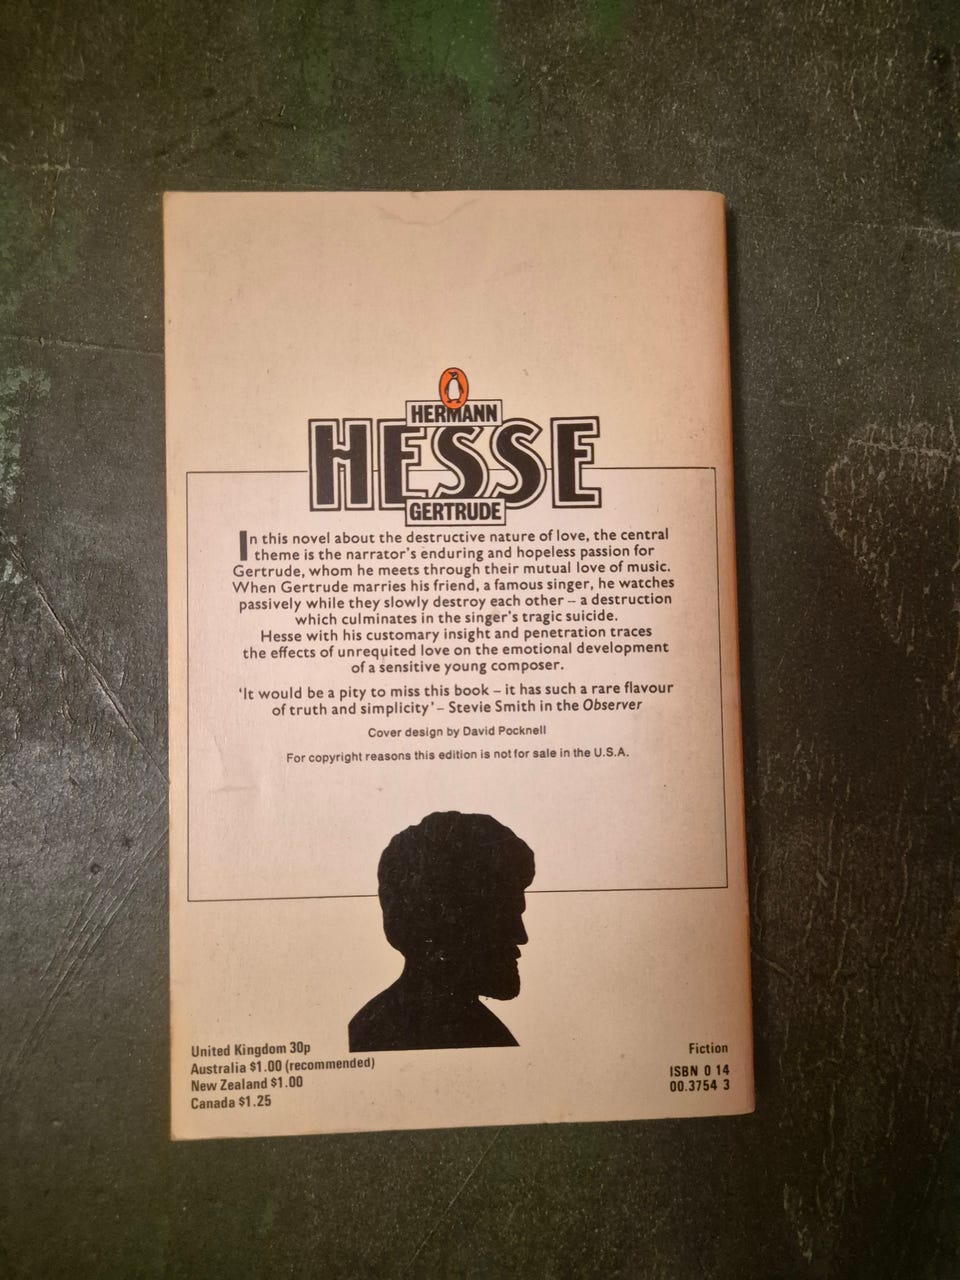 HERMANN
HESSE
GERTRUDE
In this novel about the destructive nature of love, the central
theme is the narrator's enduring and hopeless passion for
Gertrude, whom he meets through their mutual love of music.
When Gertrude marries his friend, a famous singer, he watches
passively while they slowly destroy each other – a destruction
which culminates in the singer's tragic suicide.
Hesse with his customary insight and penetration traces
the effects of unrequited love on the emotional development
of a sensitive young composer.
'It would be a pity to miss this book – it has such a rare flavour
of truth and simplicity' – Stevie Smith in the Observer
Cover design by David Pocknell
For copyright reasons this edition is not for sale in the U.S.A.
United Kingdom 30p
Australia $1.00 (recommended)
New Zealand $1.00
Canada $1.25
Fiction
ISBN 0 14
00.3754 3